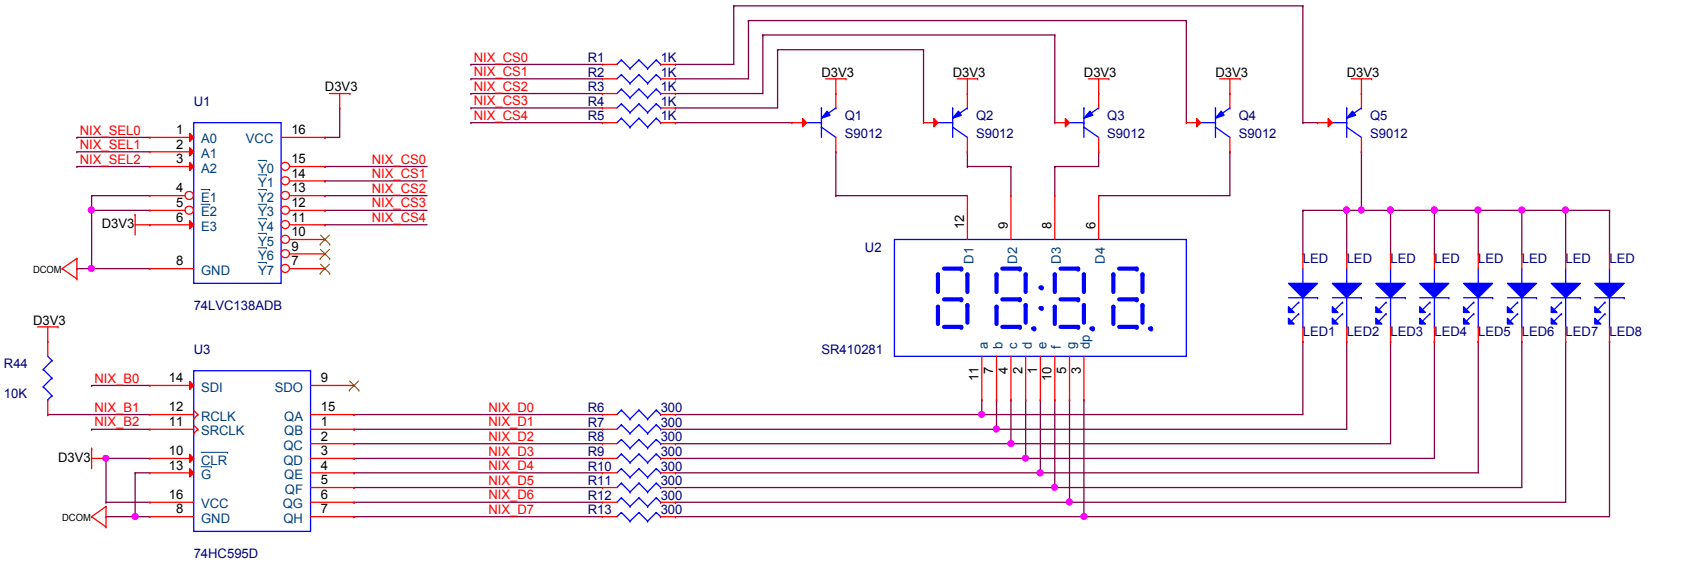 NIX_CS0 R1 1K
NIX_CS1 R2 1K
NIX_CS2 R3 1K
NIX_CS3 R4 1K
NIX_CS4 R5 1K
D3V3 D3V3 D3V3 D3V3 D3V3
Q1 Q2 Q3 Q4 Q5
S9012 S9012 S9012 S9012 S9012
D3V3
U1
NIX_SEL0 1 A0 VCC 16
NIX_SEL1 2 A1
NIX_SEL2 3 A2 Y0 15 NIX_CS0
Y1 14 NIX_CS1
4 E1 Y2 13 NIX_CS2
5 E2 Y3 12 NIX_CS3
D3V3 6 E3 Y4 11 NIX_CS4
Y5 10
Y6 9
DCOM 8 GND Y7 7
74LVC138ADB
12 9 8 6
U2
D1 D2 D3 D4
a b c d e f g dp
SR410281
11 7 4 2 1 10 5 3
LED LED LED LED LED LED LED LED
LED1 LED2 LED3 LED4 LED5 LED6 LED7 LED8
D3V3
R44
10K
U3
NIX_B0 14 SDI SDO 9
NIX_B1 12 RCLK QA 15 NIX_D0 R6 300
NIX_B2 11 SRCLK QB 1 NIX_D1 R7 300
QC 2 NIX_D2 R8 300
D3V3 10 CLR QD 3 NIX_D3 R9 300
13 G QE 4 NIX_D4 R10 300
QF 5 NIX_D5 R11 300
16 VCC QG 6 NIX_D6 R12 300
DCOM 8 GND QH 7 NIX_D7 R13 300
74HC595D